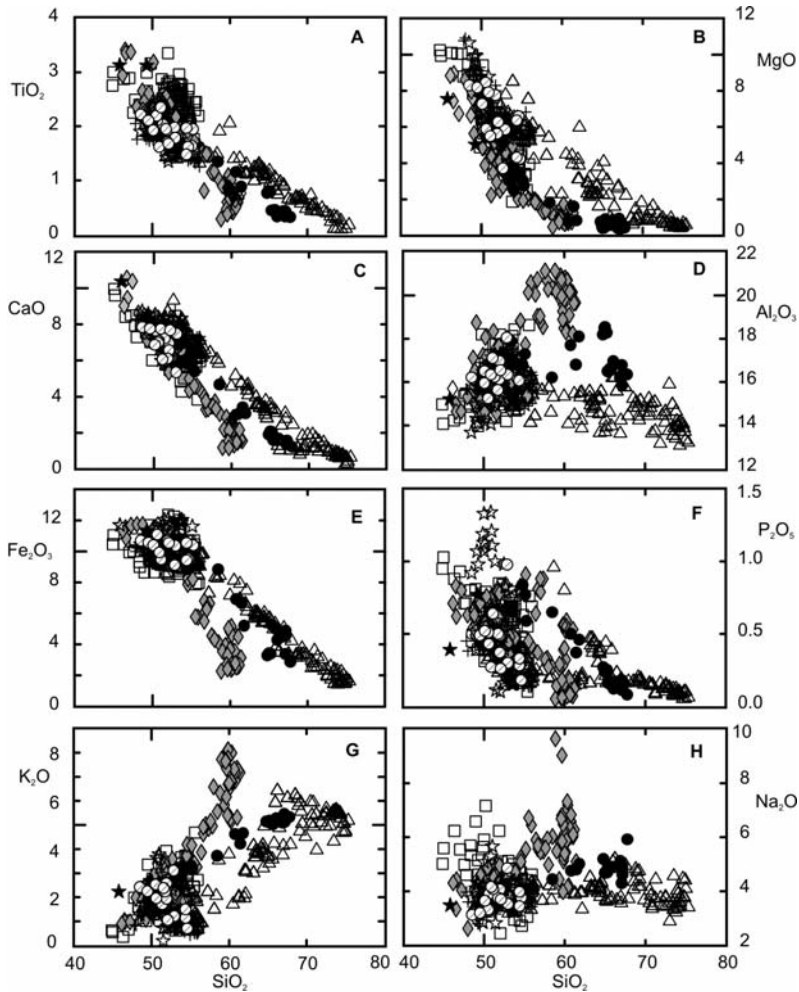 4 A B 12
TiO₂ 3 10 MgO
2 8
1 4
0 0
12 C D 22
CaO 20 Al₂O₃
8 18
4 16
14
0 12
12 E F 1.5
Fe₂O₃ P₂O₅
8 1.0
4 0.5
0 0.0
8 G H 10
K₂O 6 8 Na₂O
4 6
2 4
0 2
40 50 60 70 80 40 50 60 70 80
SiO₂ SiO₂